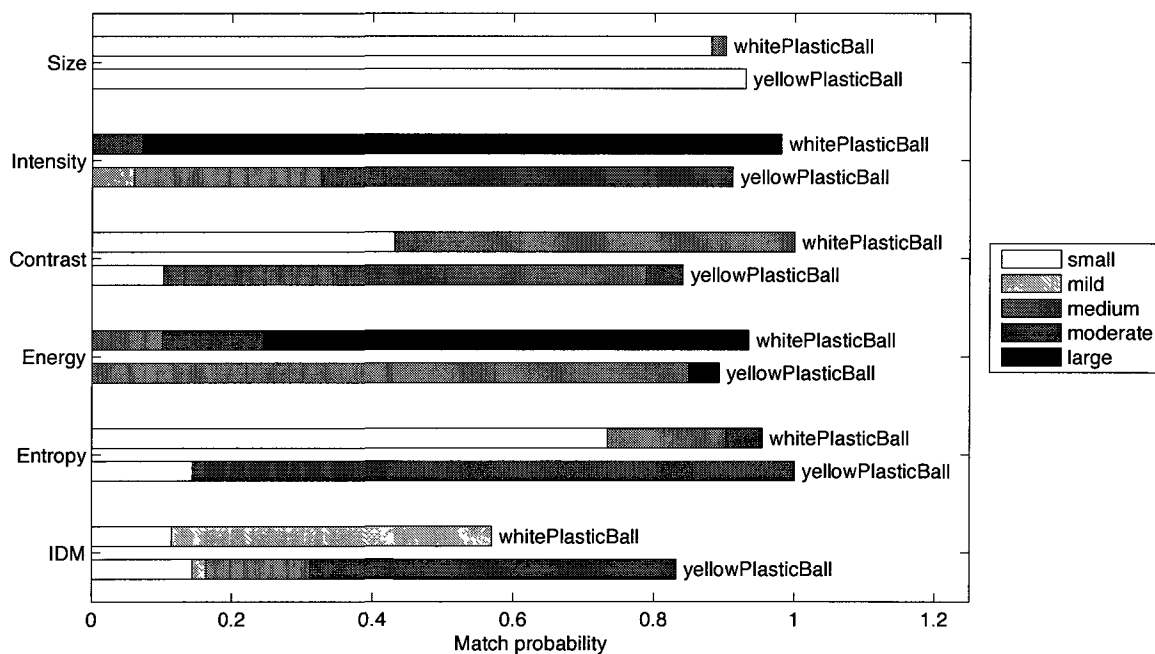 Size
whitePlasticBall
yellowPlasticBall
Intensity
whitePlasticBall
yellowPlasticBall
Contrast
whitePlasticBall
yellowPlasticBall
Energy
whitePlasticBall
yellowPlasticBall
Entropy
whitePlasticBall
yellowPlasticBall
IDM
whitePlasticBall
yellowPlasticBall
small
mild
medium
moderate
large
0 0.2 0.4 0.6 0.8 1 1.2
Match probability